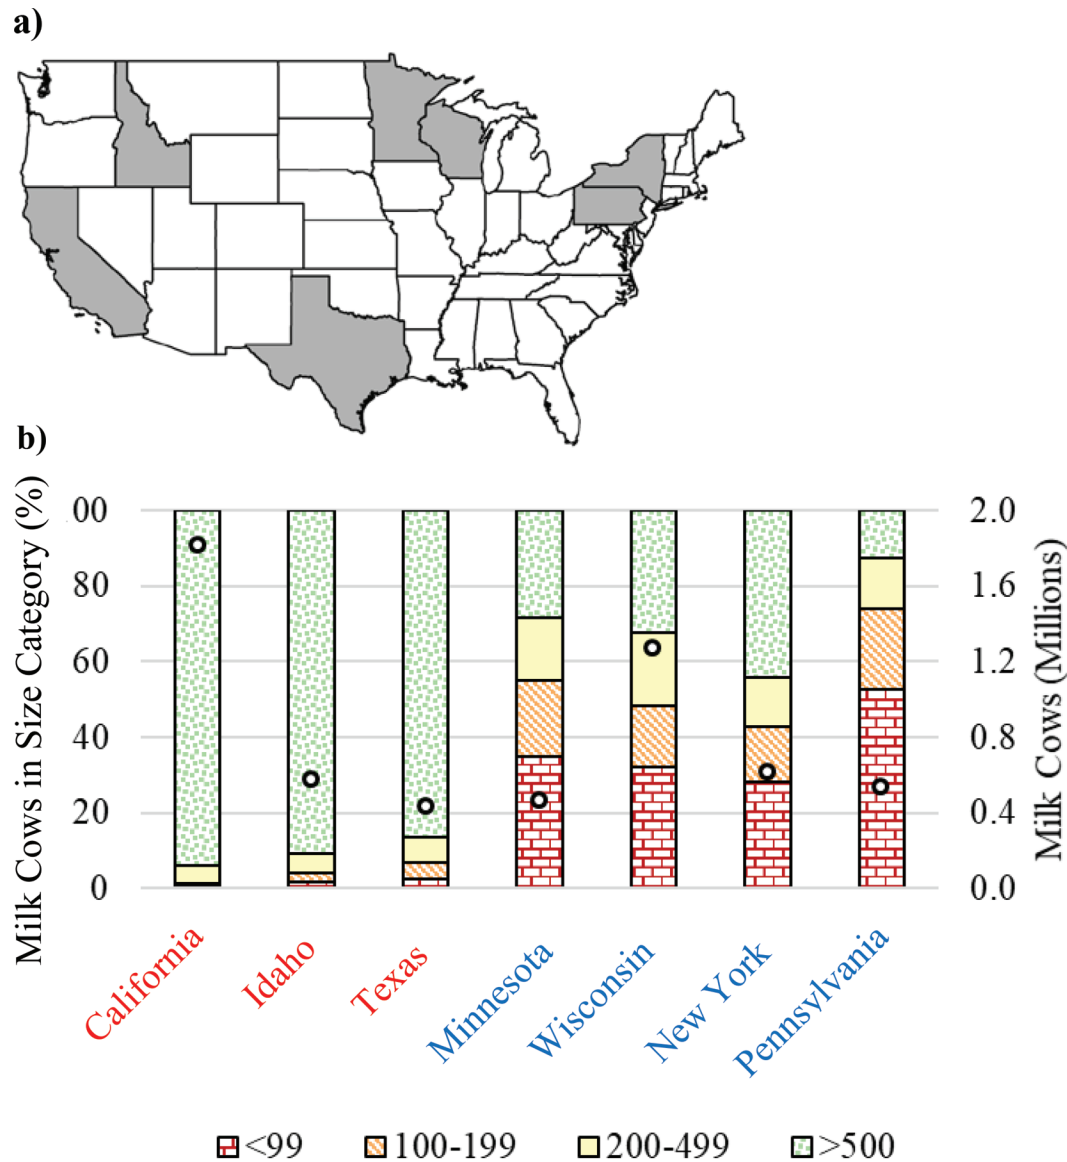 a)
b)
Milk Cows in Size Category (%)
00
80
60
40
20
0
2.0
1.6
1.2
0.8
0.4
0.0
Milk Cows (Millions)
California
Idaho
Texas
Minnesota
Wisconsin
New York
Pennsylvania
<99
100-199
200-499
>500